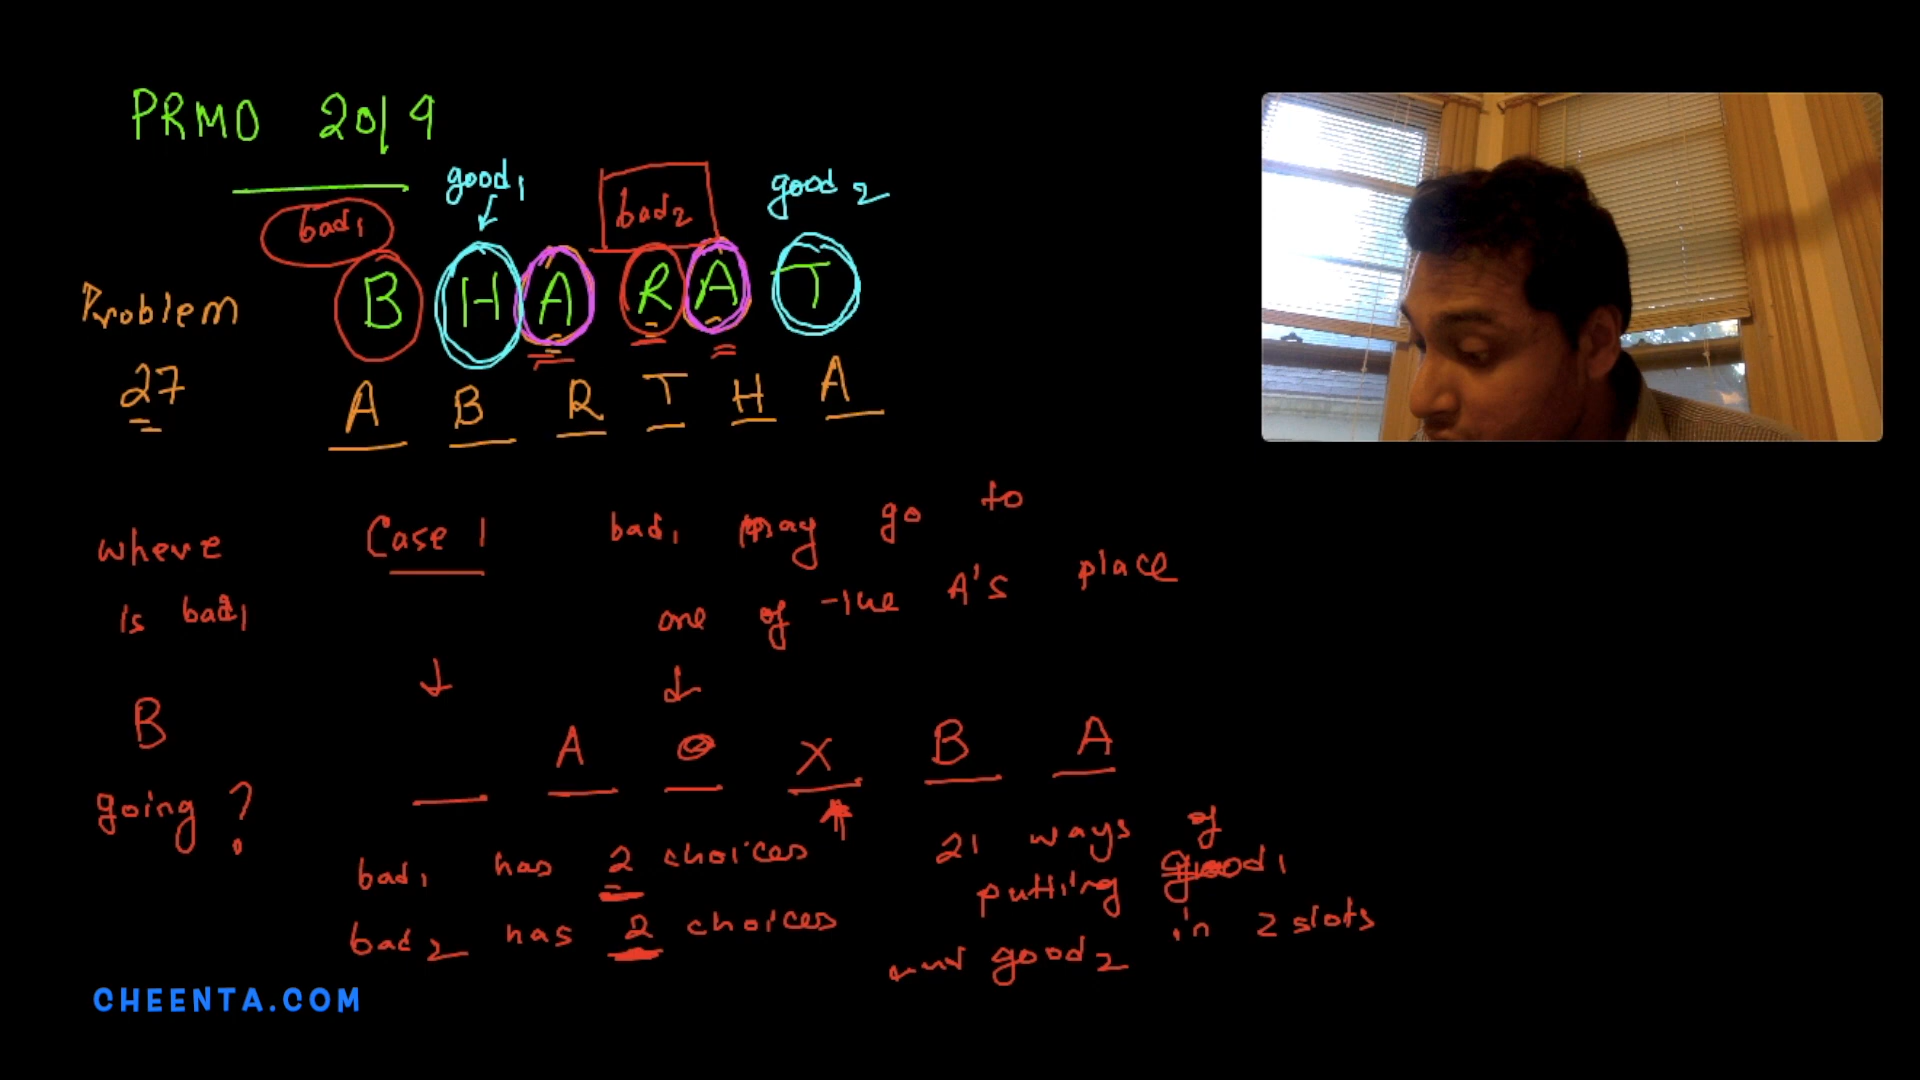 PRMO 2019
good1
bad1 bad2 good2
B H A R A T
Problem
27
A B R T H A
where
is bad1
B
going ?
Case 1 bad1 may go to
one of the A's place
A X B A
bad1 has 2 choices
bad2 has 2 choices
2! ways of
putting good1
and good2 in 2 slots
CHEENTA.COM